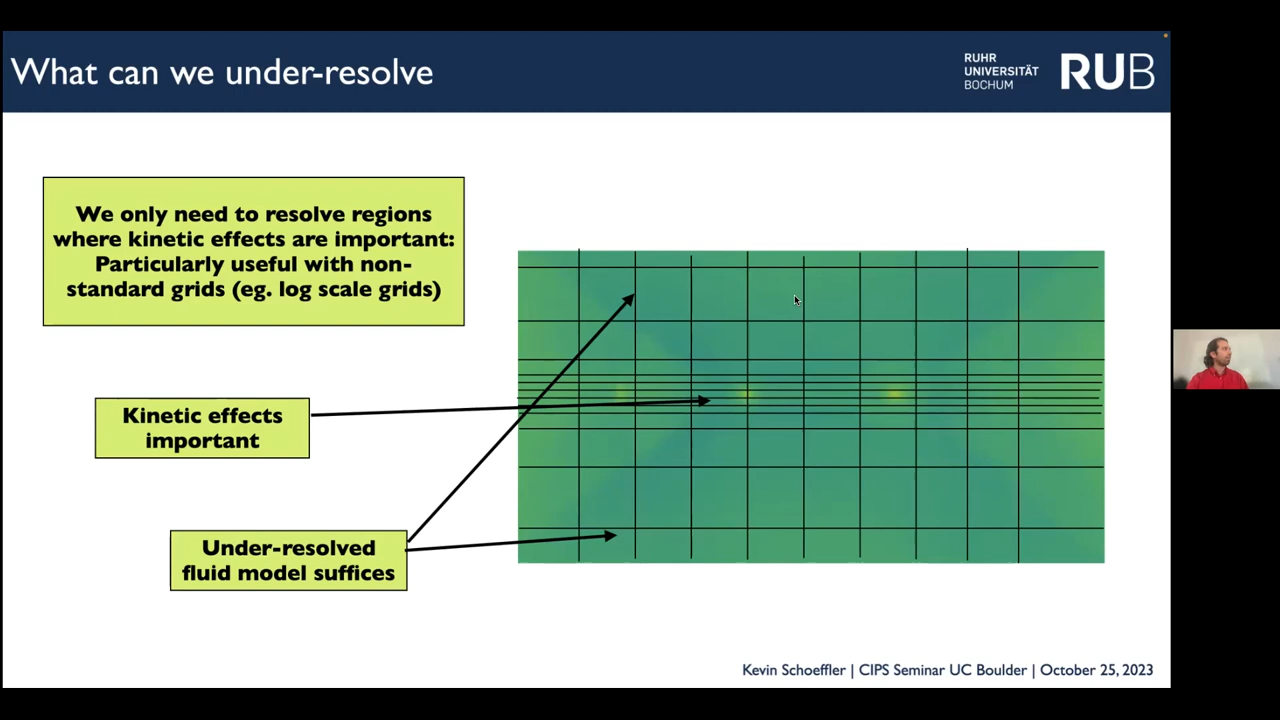 What can we under-resolve
RUHR
UNIVERSITÄT
BOCHUM
RUB
We only need to resolve regions
where kinetic effects are important:
Particularly useful with non-
standard grids (eg. log scale grids)
Kinetic effects
important
Under-resolved
fluid model suffices
Kevin Schoeffler | CIPS Seminar UC Boulder | October 25, 2023